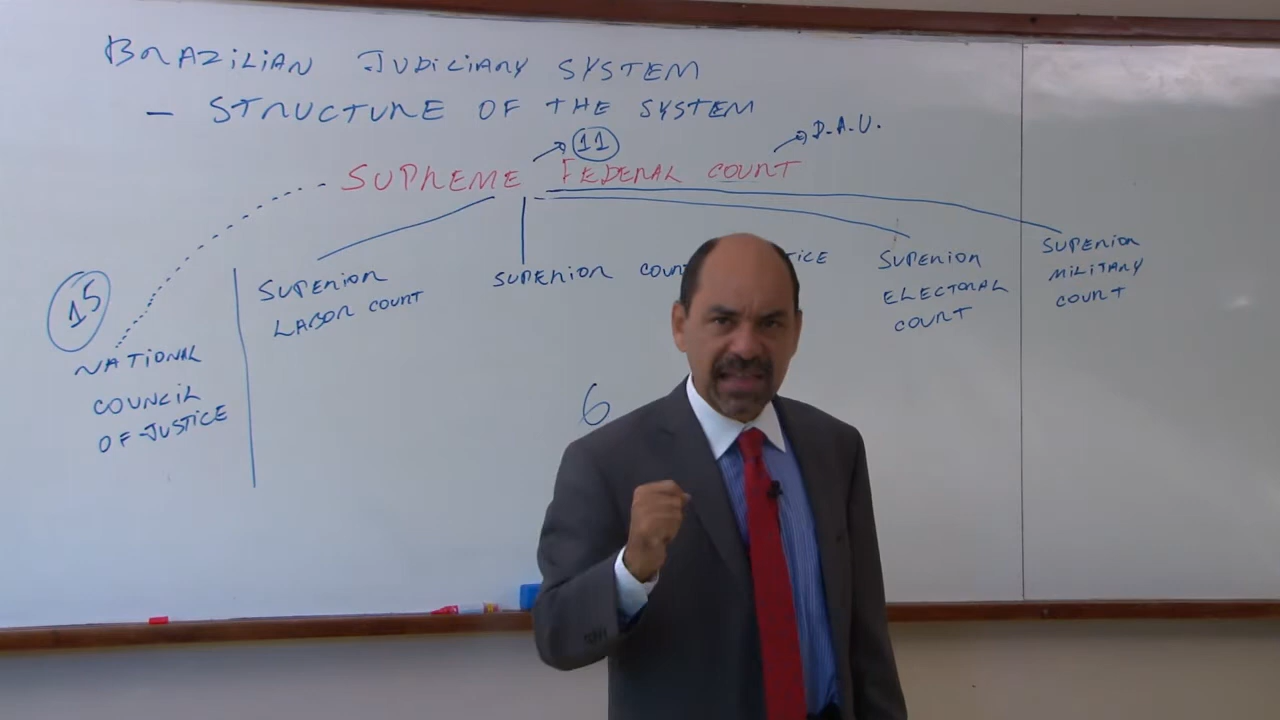 BRAZILIAN JUDICIARY SYSTEM
- STRUCTURE OF THE SYSTEM
11
D.A.U.
SUPREME FEDERAL COURT
15
NATIONAL
COUNCIL
OF JUSTICE
SUPERIOR
LABOR COURT
SUPERIOR
SUPERIOR
ELECTORAL
COURT
SUPERIOR
MILITARY
COURT
6